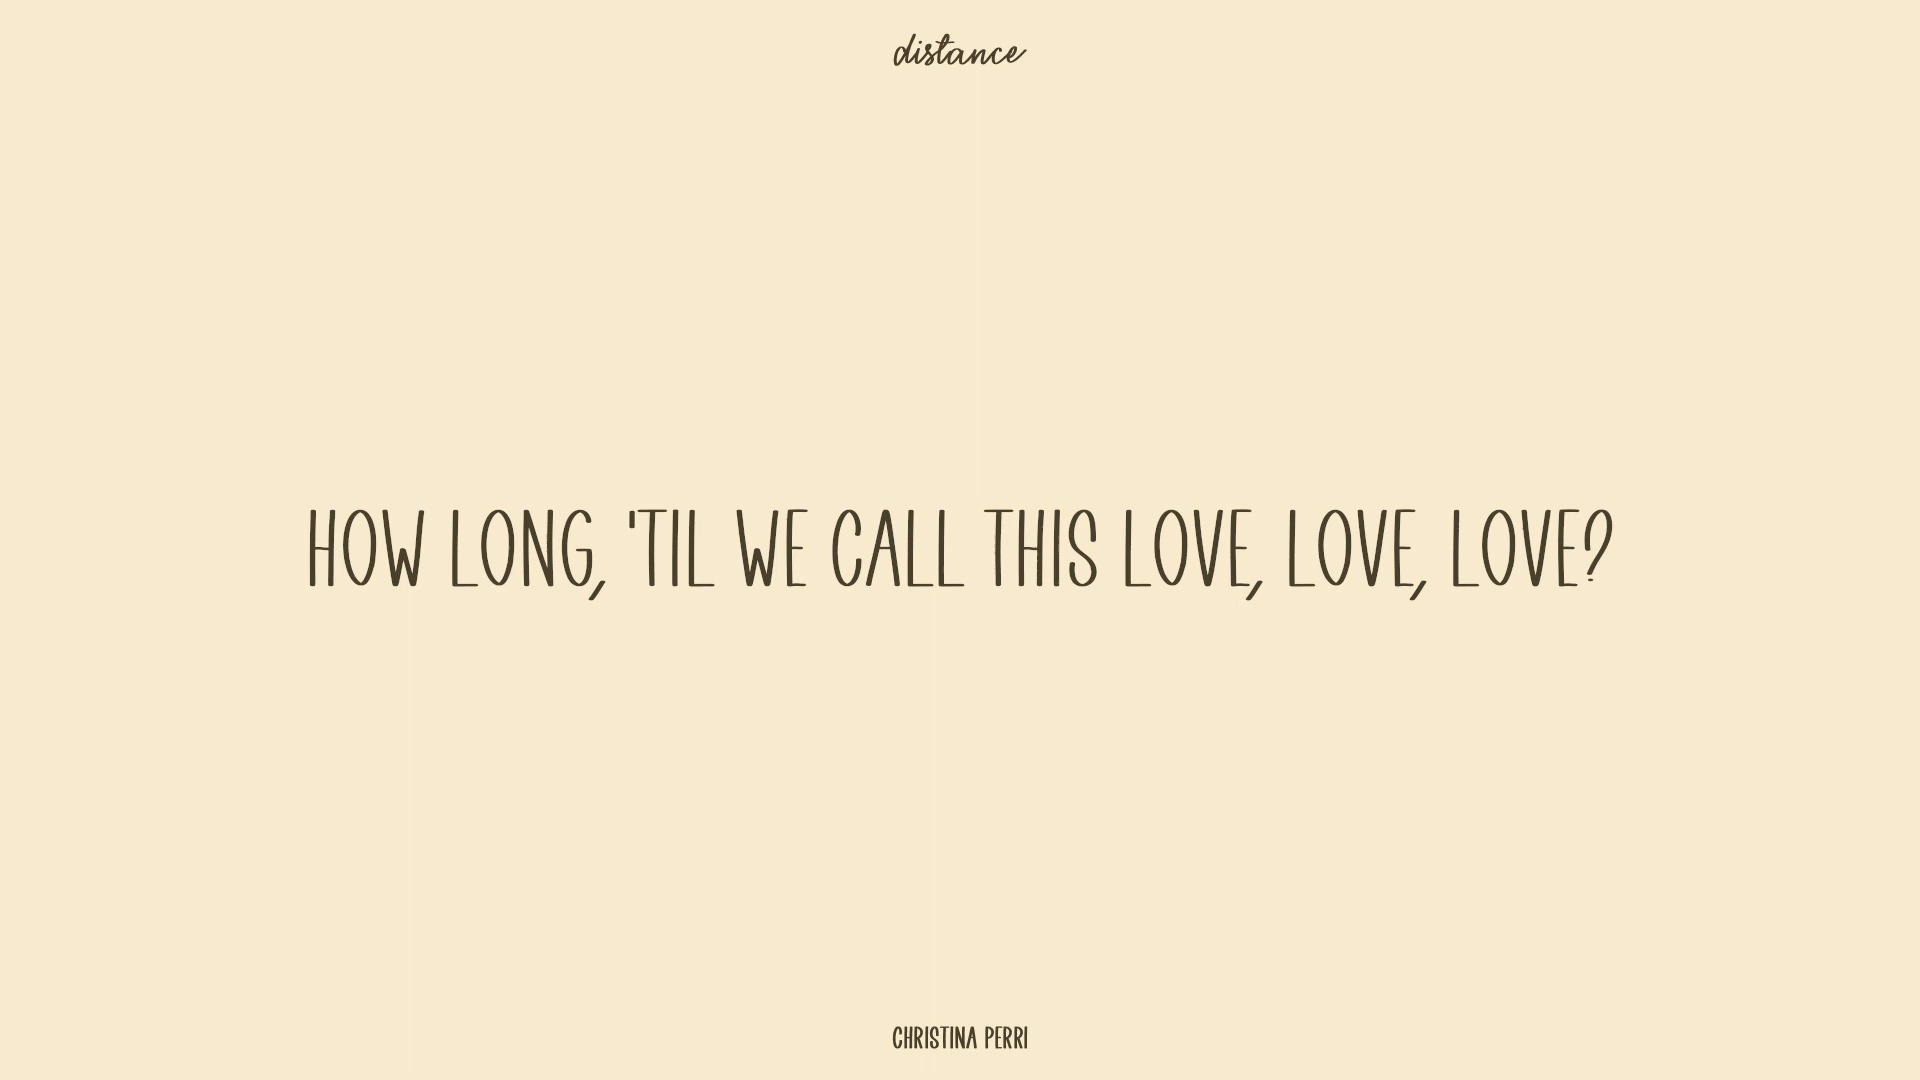 distance
HOW LONG, 'TIL WE CALL THIS LOVE, LOVE, LOVE?
CHRISTINA PERRI